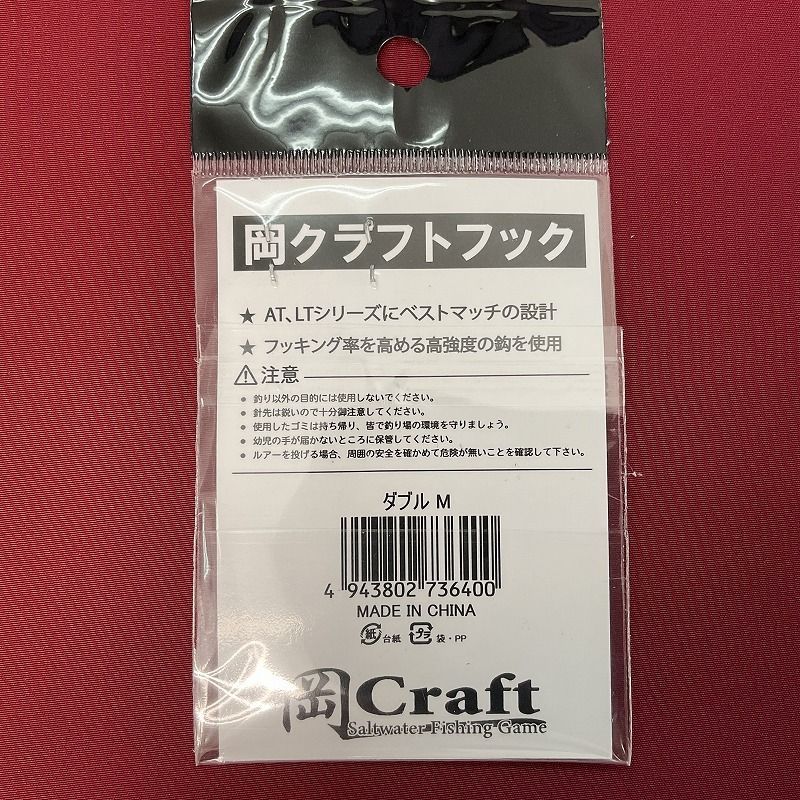 岡クラフトフック
★ AT、LTシリーズにベストマッチの設計
★ フッキング率を高める高強度の鈎を使用
注意
● 釣り以外の目的には使用しないでください。
● 針先は鋭いので十分御注意してください。
● 使用したゴミは持ち帰り、皆で釣り場の環境を守りましょう。
● 幼児の手が届かないところに保管してください。
● ルアーを投げる場合、周囲の安全を確かめて危険が無いことを確認して下さい。
ダブル M
4 943802 736400
MADE IN CHINA
紙 台紙 プラ 袋・PP
岡Craft
Saltwater Fishing Game